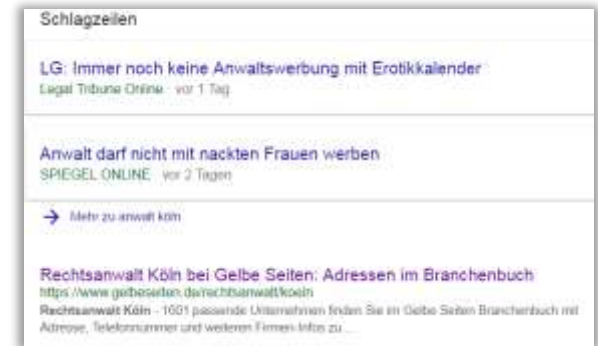 Schlagzeilen
LG: Immer noch keine Anwaltswerbung mit Erotikkalender
Legal Tribune Online - vor 1 Tag
Anwalt darf nicht mit nackten Frauen werben
SPIEGEL ONLINE - vor 2 Tagen
→ Mehr zu anwalt köln
Rechtsanwalt Köln bei Gelbe Seiten: Adressen im Branchenbuch
https://www.gelbeseiten.de/rechtsanwalt/koeln
Rechtsanwalt Köln - 1601 passende Unternehmen finden Sie im Gelbe Seiten Branchenbuch mit
Adresse, Telefonnummer und weiteren Firmen-Infos zu ...